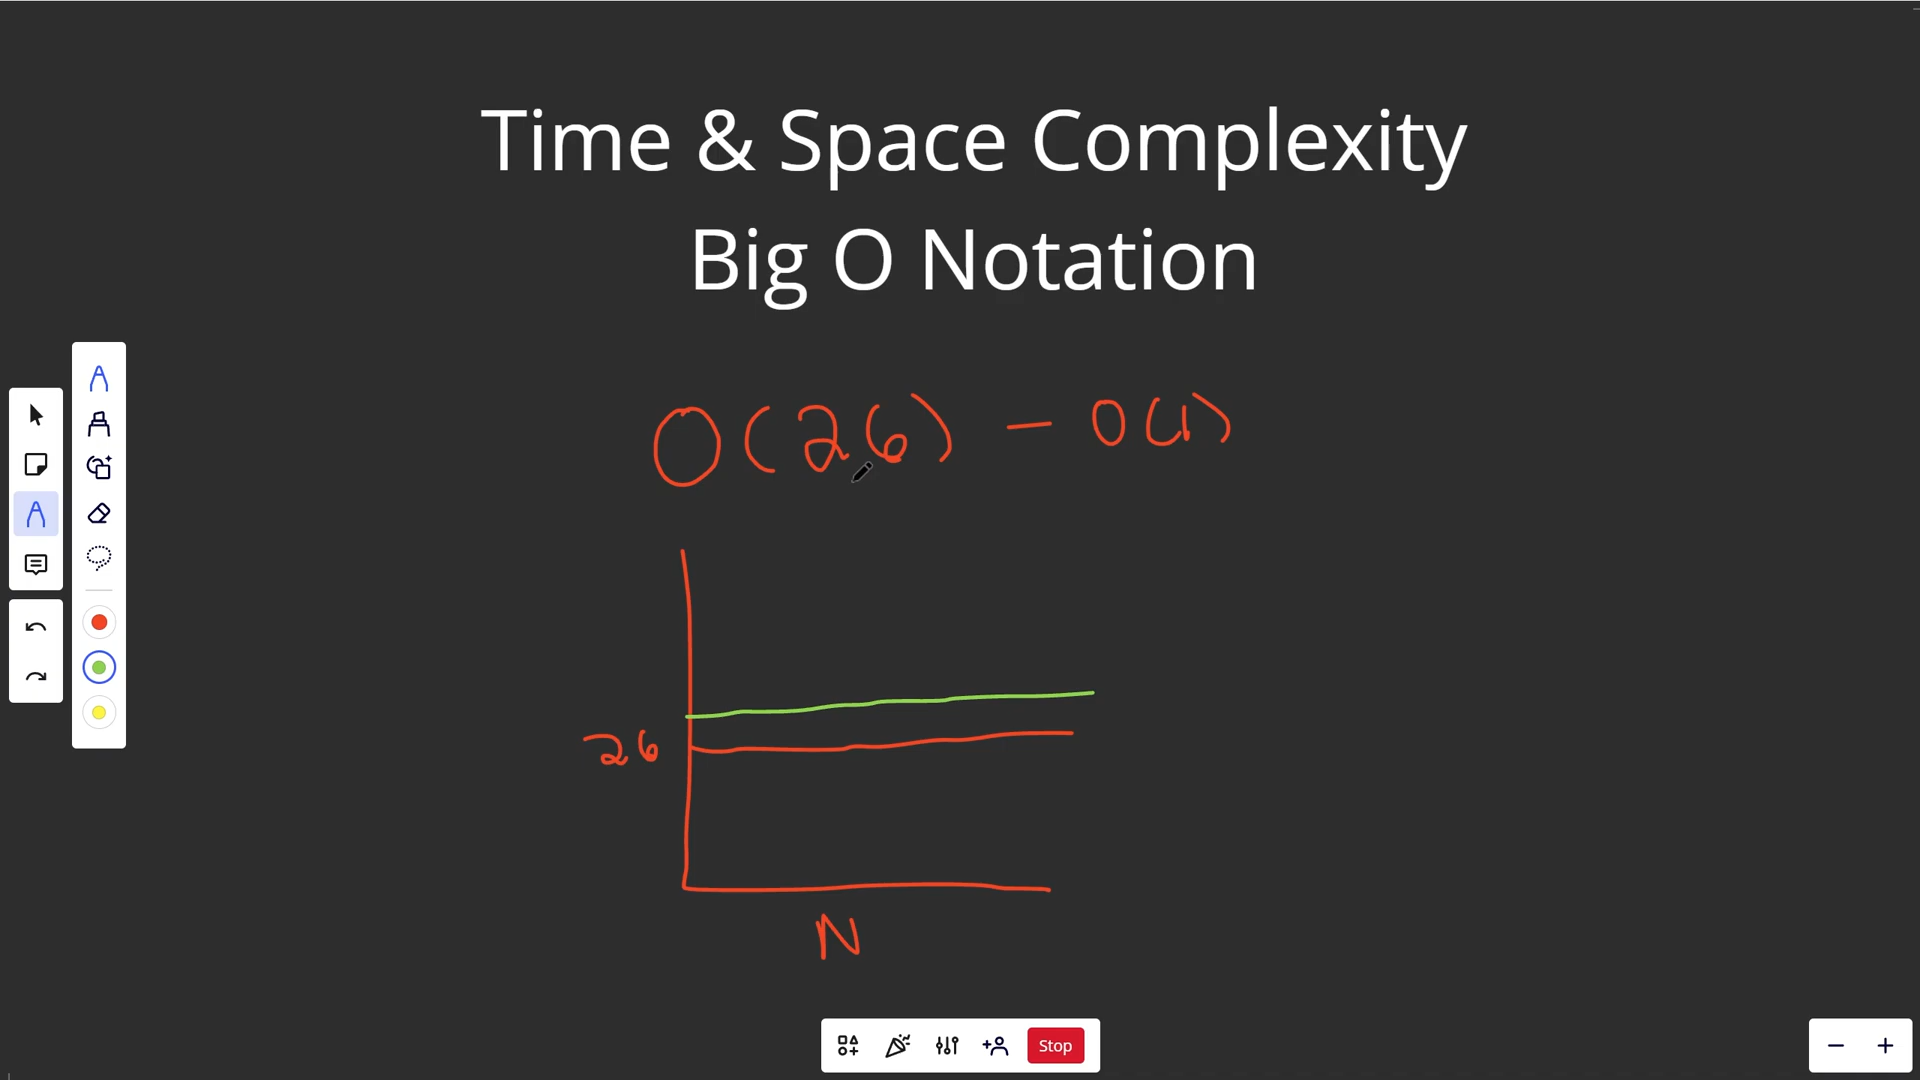 Time & Space Complexity
Big O Notation
O(26) – O(1)
26
N
Stop